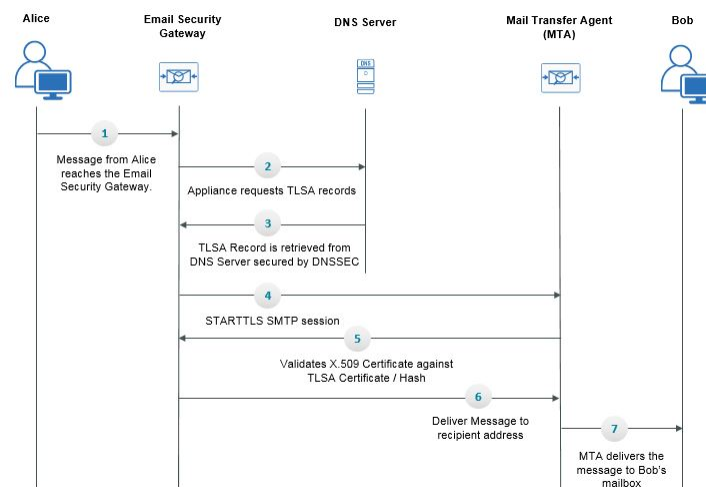 Alice
Email Security
Gateway
DNS Server
Mail Transfer Agent
(MTA)
Bob
DNS
1
Message from Alice
reaches the Email
Security Gateway.
2
Appliance requests TLSA records
3
TLSA Record is retrieved from
DNS Server secured by DNSSEC
4
STARTTLS SMTP session
5
Validates X.509 Certificate against
TLSA Certificate / Hash
6
Deliver Message to
recipient address
7
MTA delivers the
message to Bob's
mailbox